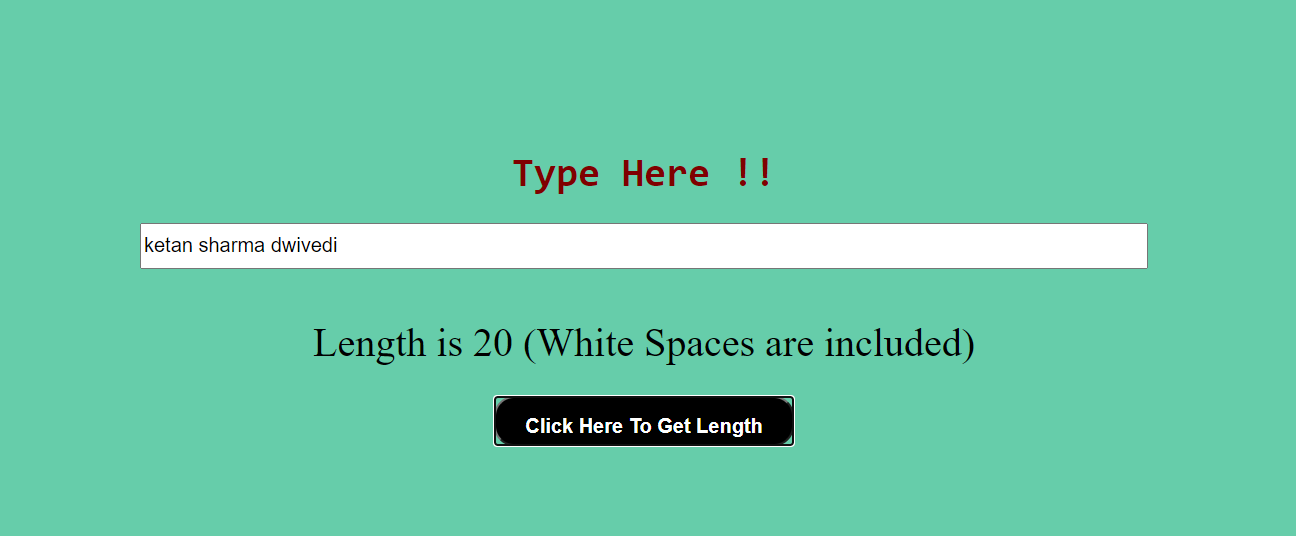 Type Here !!
ketan sharma dwivedi
Length is 20 (White Spaces are included)
Click Here To Get Length